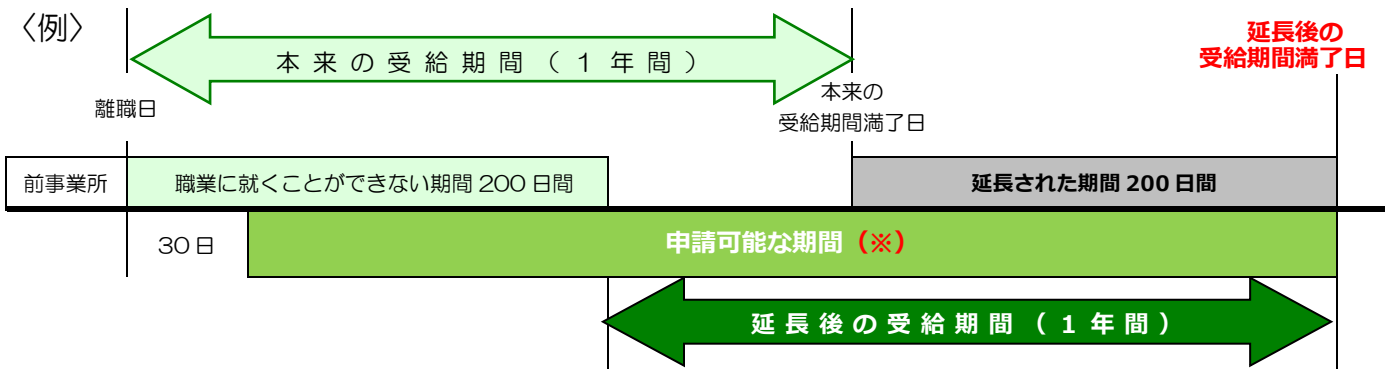 〈例〉
本来の受給期間（１年間）
延長後の
受給期間満了日
離職日
本来の
受給期間満了日
前事業所
職業に就くことができない期間 200 日間
延長された期間 200 日間
30 日
申請可能な期間（※）
延長後の受給期間（１年間）